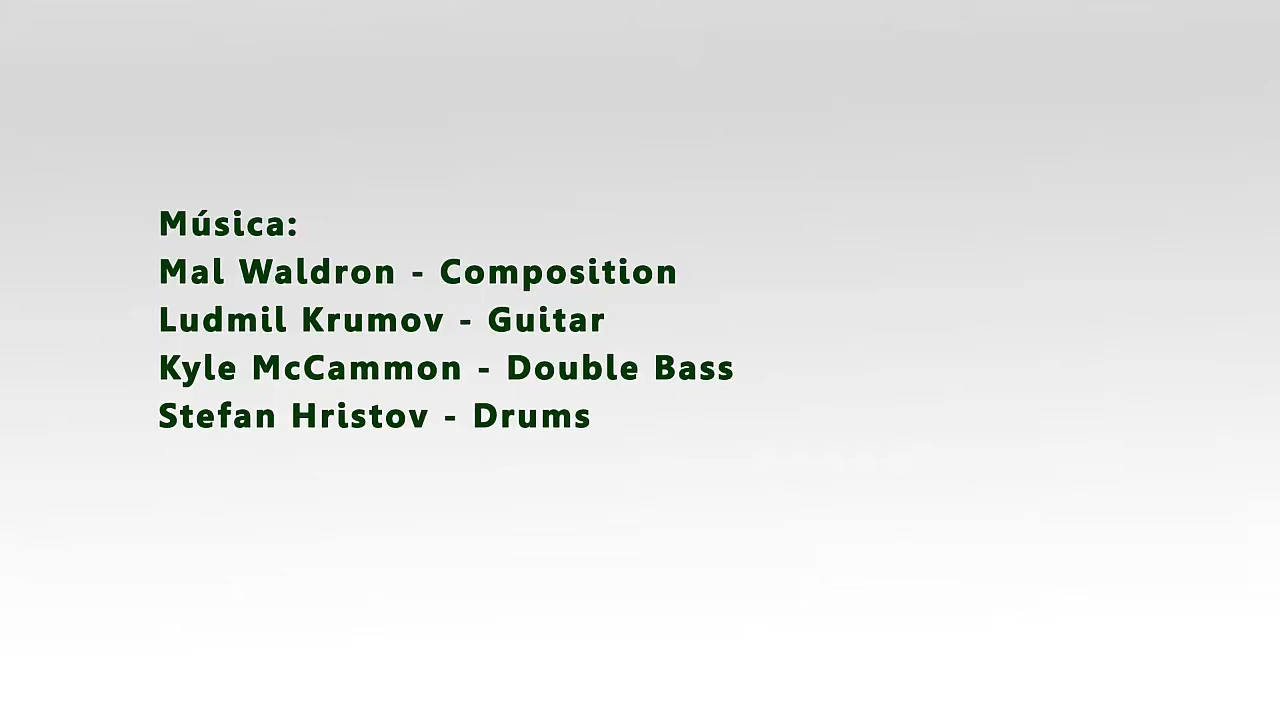 Música:
Mal Waldron - Composition
Ludmil Krumov - Guitar
Kyle McCammon - Double Bass
Stefan Hristov - Drums